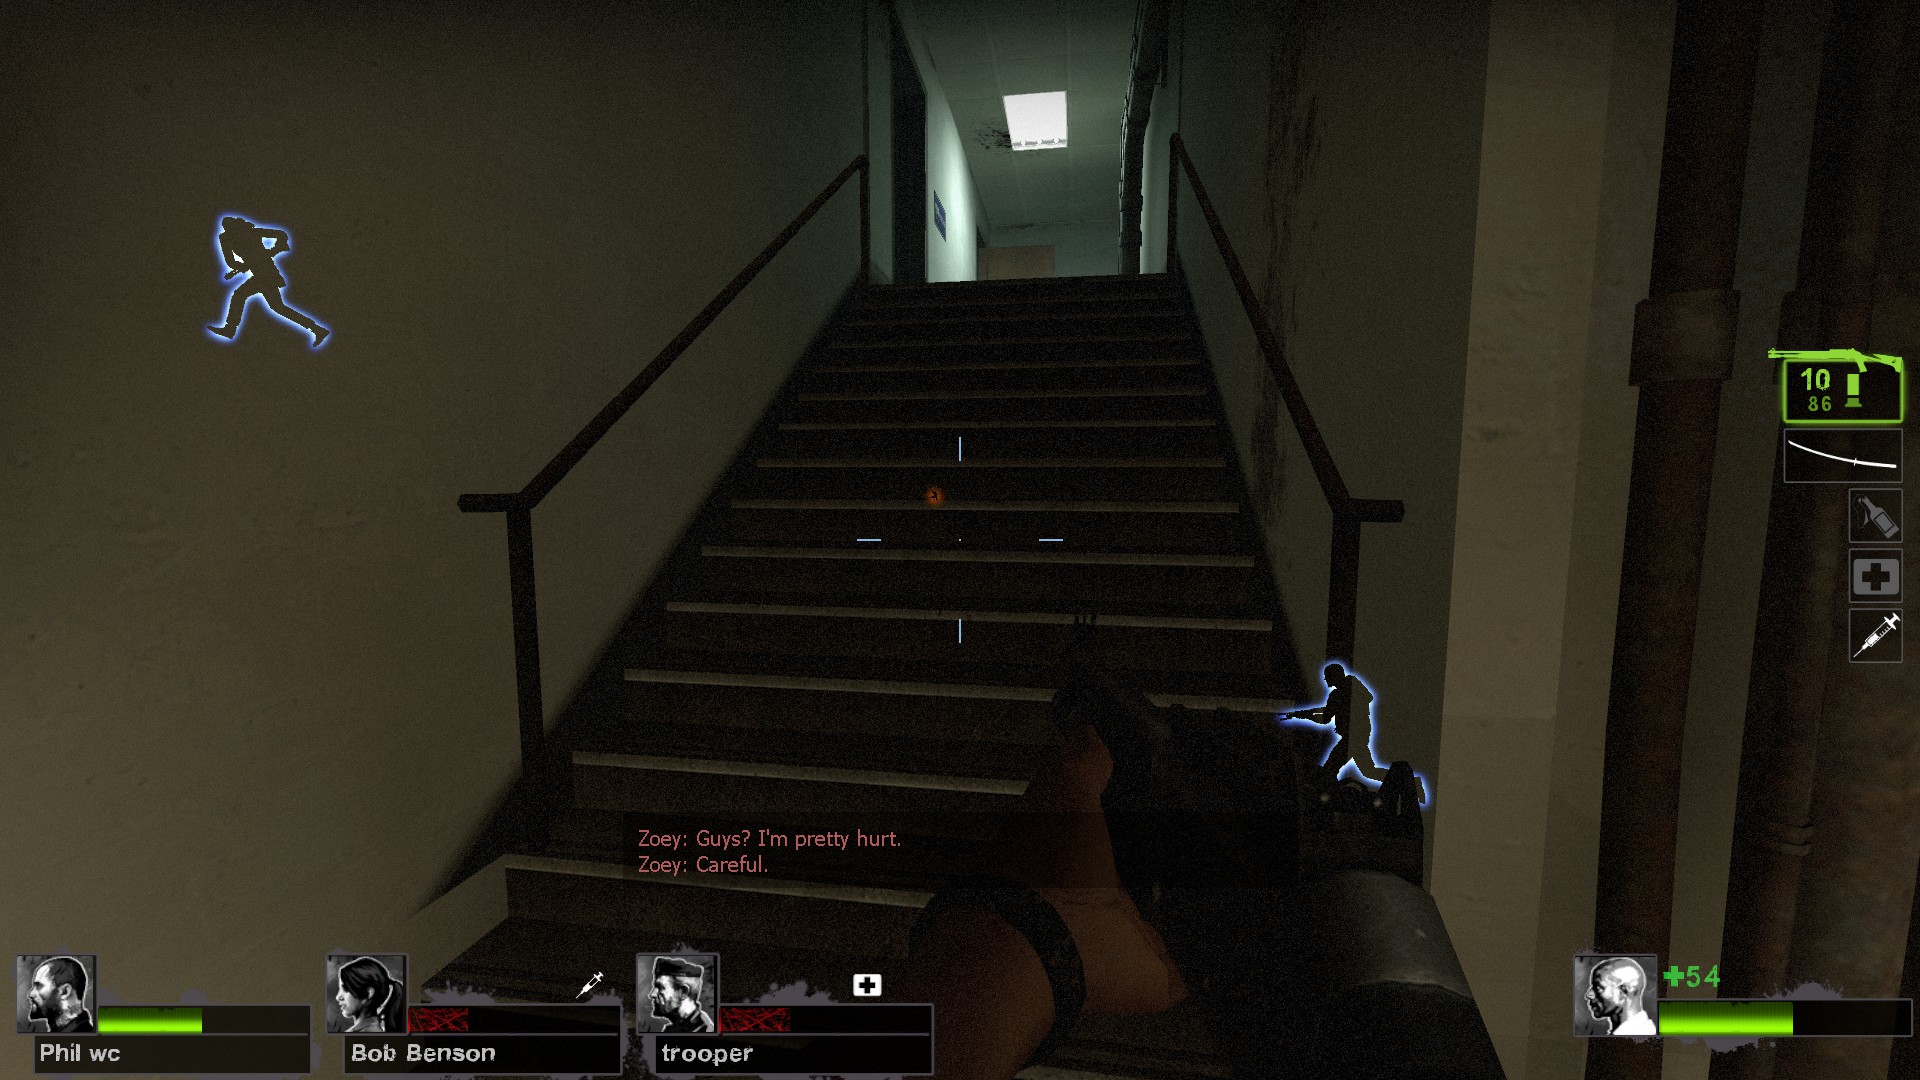 10
86
Zoey: Guys? I'm pretty hurt.
Zoey: Careful.
+54
Phil wc
Bob Benson
trooper